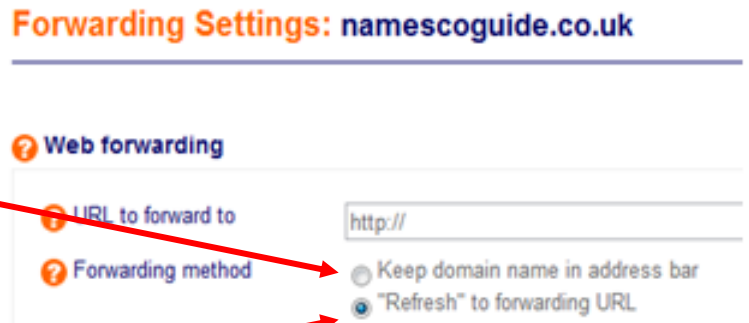 Forwarding Settings: namescoguide.co.uk
? Web forwarding
? URL to forward to http://
? Forwarding method Keep domain name in address bar
"Refresh" to forwarding URL